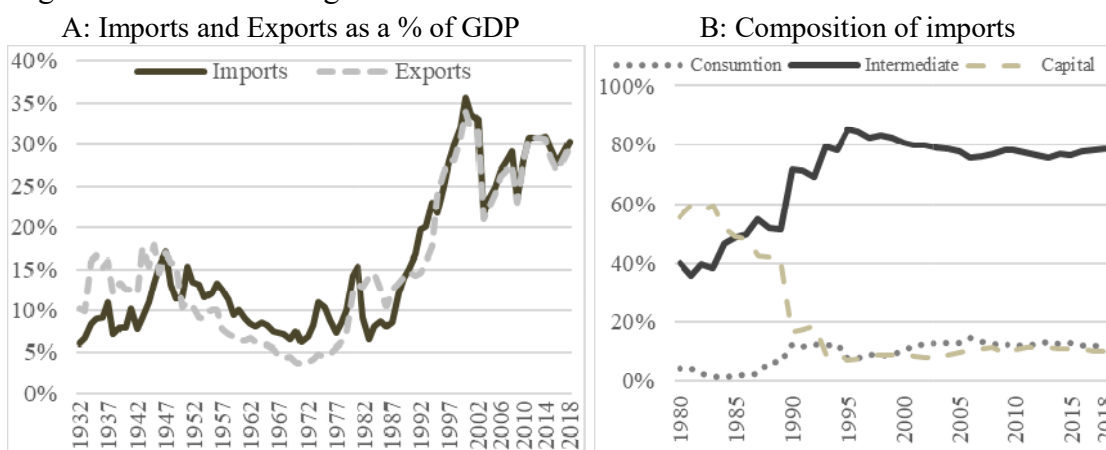 A: Imports and Exports as a % of GDP
Imports Exports
40%
35%
30%
25%
20%
15%
10%
5%
0%
1932 1937 1942 1947 1952 1957 1962 1967 1972 1977 1982 1987 1992 1997 2002 2006 2010 2014 2018
B: Composition of imports
Consumtion Intermediate Capital
100%
80%
60%
40%
20%
0%
1980 1985 1990 1995 2000 2005 2010 2015 2018